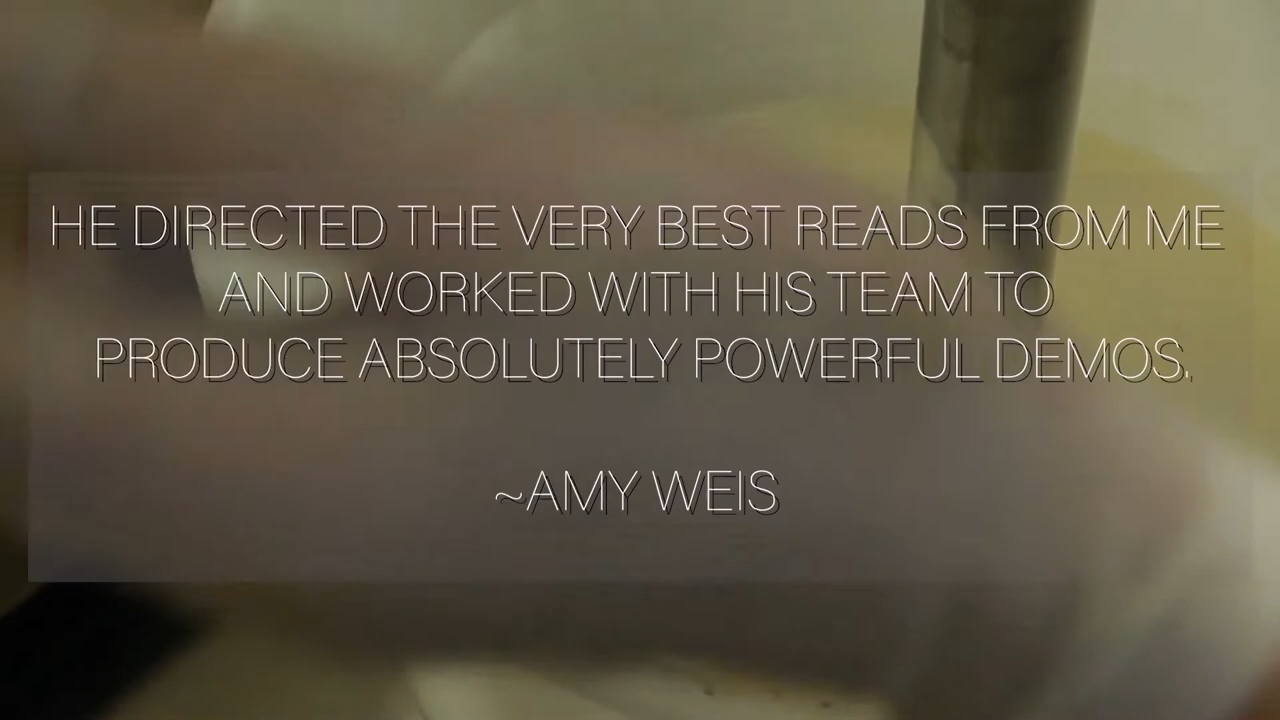 HE DIRECTED THE VERY BEST READS FROM ME
AND WORKED WITH HIS TEAM TO
PRODUCE ABSOLUTELY POWERFUL DEMOS.
~AMY WEIS